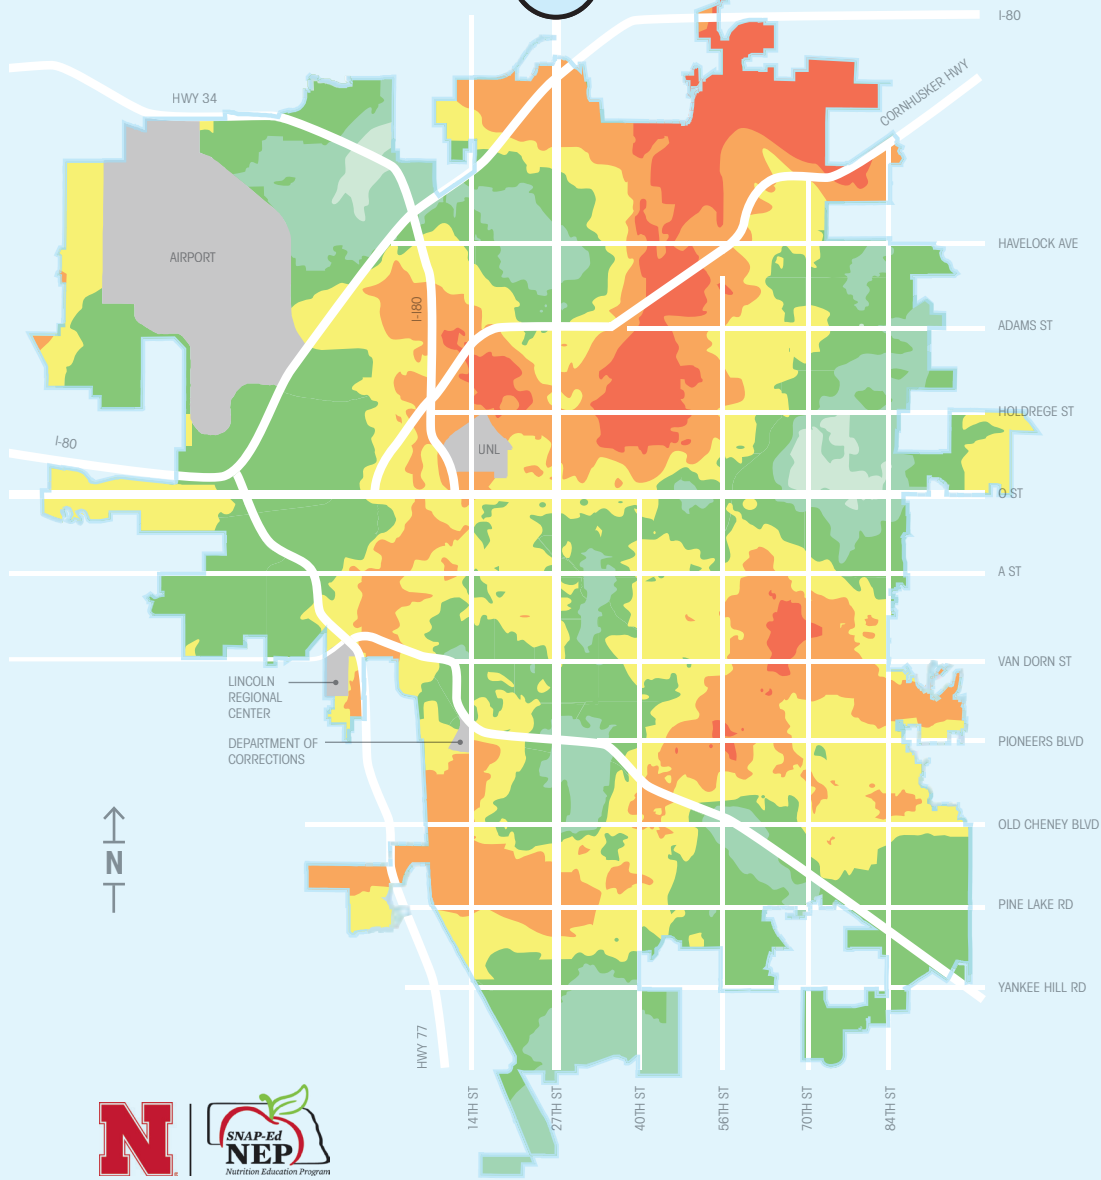 I-80
CORNHUSKER HWY
HWY 34
HAVELOCK AVE
AIRPORT
I-180
ADAMS ST
HOLDREGE ST
I-80
UNL
O ST
A ST
VAN DORN ST
LINCOLN
REGIONAL
CENTER
DEPARTMENT OF
CORRECTIONS
PIONEERS BLVD
OLD CHENEY BLVD
N
PINE LAKE RD
YANKEE HILL RD
HWY 77
14TH ST
27TH ST
40TH ST
56TH ST
70TH ST
84TH ST
N
SNAP-Ed
NEP
Nutrition Education Program